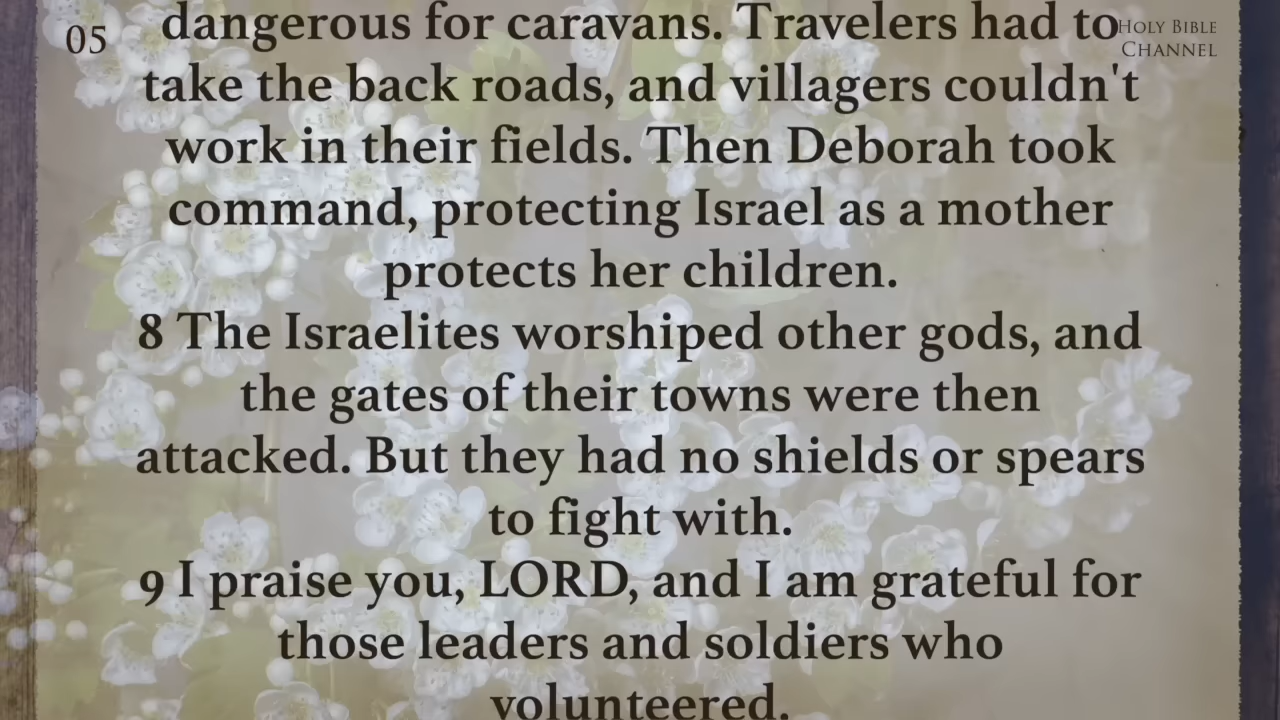 05
HOLY BIBLE
CHANNEL
dangerous for caravans. Travelers had to
take the back roads, and villagers couldn't
work in their fields. Then Deborah took
command, protecting Israel as a mother
protects her children.
8 The Israelites worshiped other gods, and
the gates of their towns were then
attacked. But they had no shields or spears
to fight with.
9 I praise you, LORD, and I am grateful for
those leaders and soldiers who
volunteered.